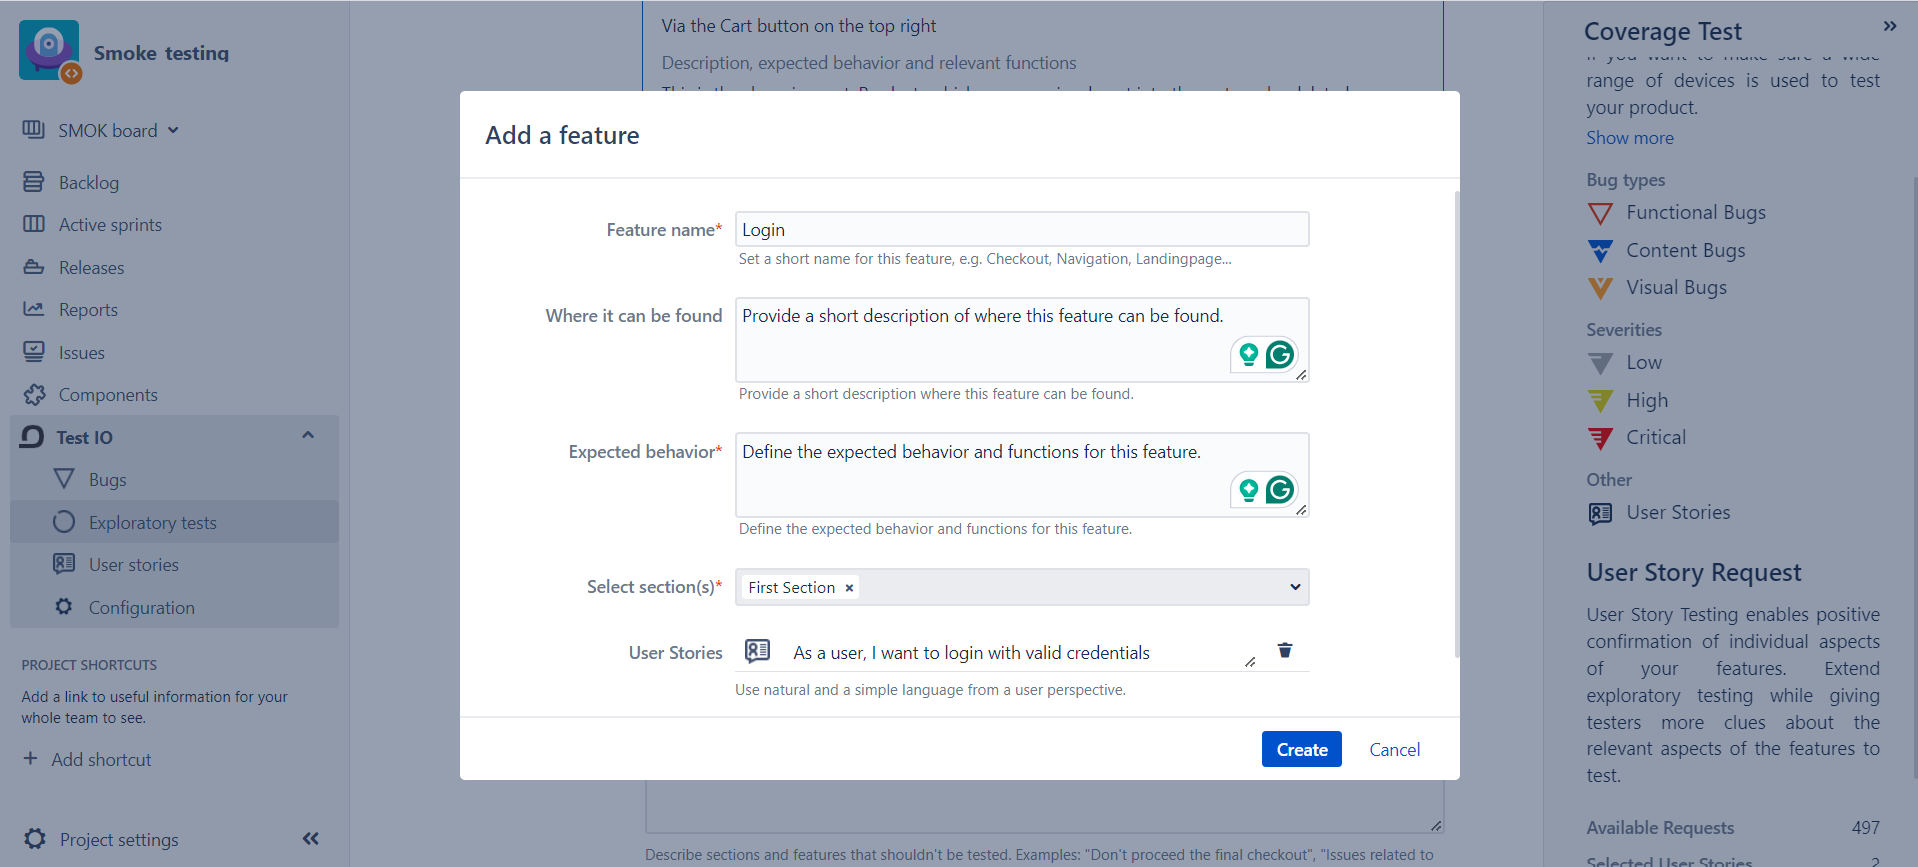 Smoke testing
SMOK board
Backlog
Active sprints
Releases
Reports
Issues
Components
Test IO
Bugs
Exploratory tests
User stories
Configuration
PROJECT SHORTCUTS
Add a link to useful information for your
whole team to see.
+ Add shortcut
Project settings
Via the Cart button on the top right
Description, expected behavior and relevant functions
Add a feature
Feature name*
Login
Set a short name for this feature, e.g. Checkout, Navigation, Landingpage...
Where it can be found
Provide a short description of where this feature can be found.
Provide a short description where this feature can be found.
Expected behavior*
Define the expected behavior and functions for this feature.
Define the expected behavior and functions for this feature.
Select section(s)*
First Section ×
User Stories
As a user, I want to login with valid credentials
Use natural and a simple language from a user perspective.
Create
Cancel
Describe sections and features that shouldn't be tested. Examples: "Don't proceed the final checkout", "Issues related to
Coverage Test
If you want to make sure a wide
range of devices is used to test
your product.
Show more
Bug types
Functional Bugs
Content Bugs
Visual Bugs
Severities
Low
High
Critical
Other
User Stories
User Story Request
User Story Testing enables positive
confirmation of individual aspects
of your features. Extend
exploratory testing while giving
testers more clues about the
relevant aspects of the features to
test.
Available Requests 497
Selected User Stories 2